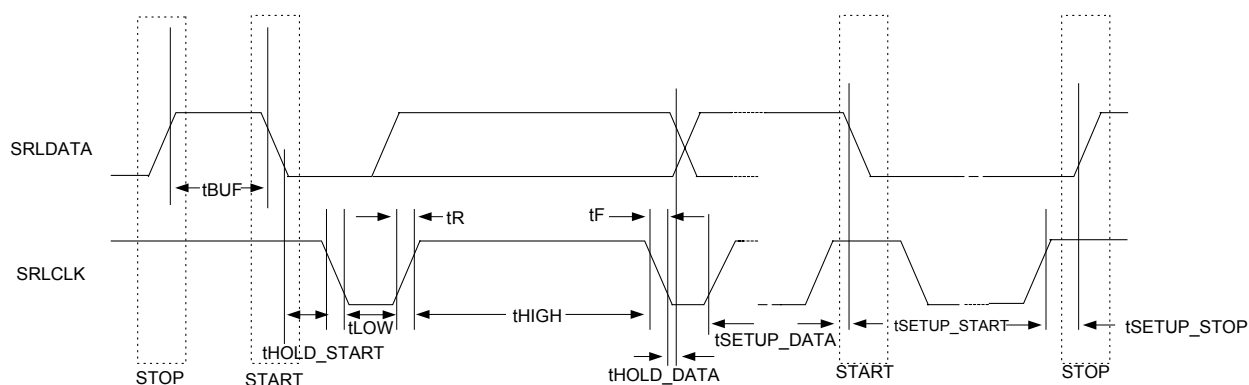 SRLDATA
tBUF
tR
tF
SRLCLK
tLOW
tHIGH
tSETUP_DATA
tSETUP_START
tSETUP_STOP
tHOLD_START
tHOLD_DATA
STOP
START
START
STOP